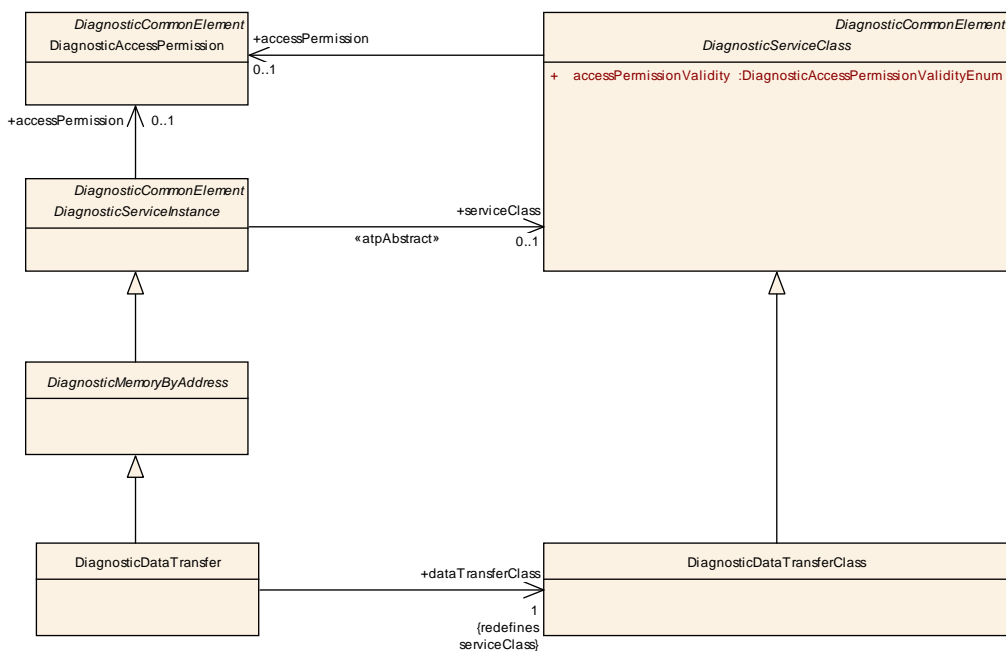 DiagnosticCommonElement
DiagnosticAccessPermission
+accessPermission
0..1
DiagnosticCommonElement
DiagnosticServiceClass
+ accessPermissionValidity :DiagnosticAccessPermissionValidityEnum
+accessPermission
0..1
DiagnosticCommonElement
DiagnosticServiceInstance
+serviceClass
«atpAbstract»
0..1
DiagnosticMemoryByAddress
DiagnosticDataTransfer
+dataTransferClass
1
{redefines
serviceClass}
DiagnosticDataTransferClass